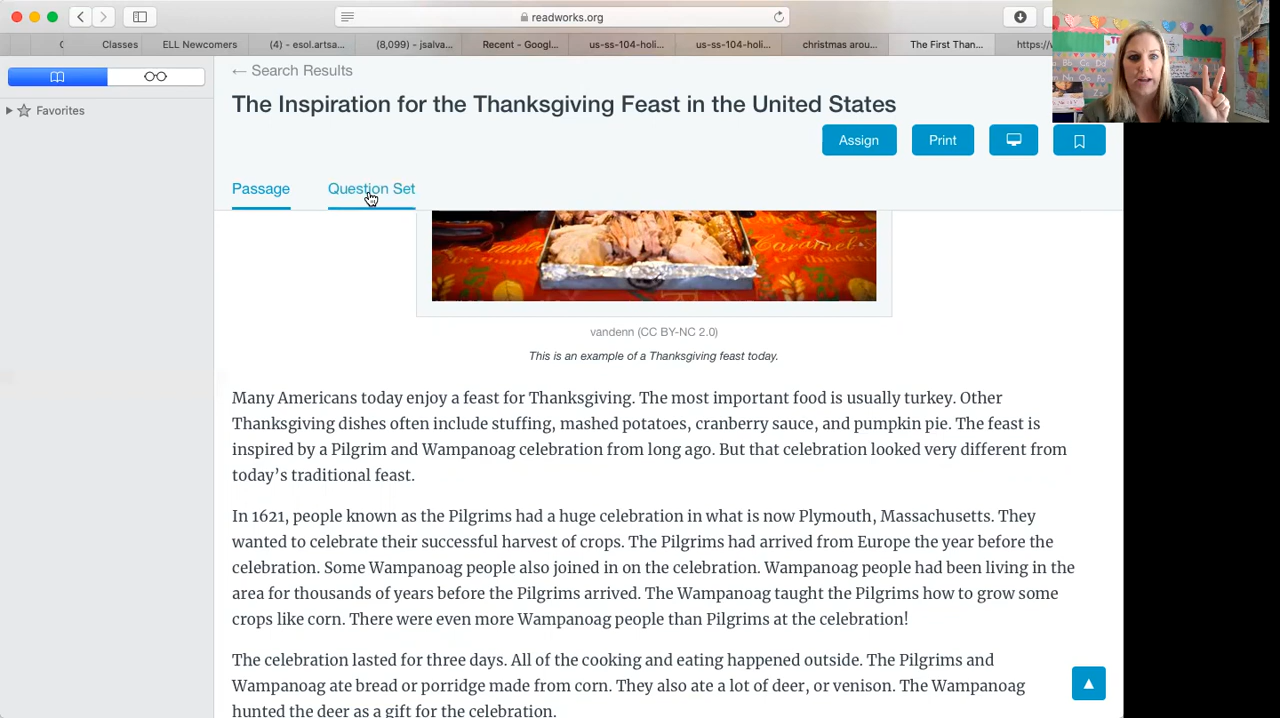 readworks.org
Classes
ELL Newcomers
(4) - esol.artsa...
(8,099) - jsalva...
Recent - Googl...
us-ss-104-holi...
us-ss-104-holi...
christmas arou...
The First Than...
https://v
Favorites
← Search Results
The Inspiration for the Thanksgiving Feast in the United States
Assign
Print
Passage
Question Set
vandenn (CC BY-NC 2.0)
This is an example of a Thanksgiving feast today.
Many Americans today enjoy a feast for Thanksgiving. The most important food is usually turkey. Other
Thanksgiving dishes often include stuffing, mashed potatoes, cranberry sauce, and pumpkin pie. The feast is
inspired by a Pilgrim and Wampanoag celebration from long ago. But that celebration looked very different from
today’s traditional feast.
In 1621, people known as the Pilgrims had a huge celebration in what is now Plymouth, Massachusetts. They
wanted to celebrate their successful harvest of crops. The Pilgrims had arrived from Europe the year before the
celebration. Some Wampanoag people also joined in on the celebration. Wampanoag people had been living in the
area for thousands of years before the Pilgrims arrived. The Wampanoag taught the Pilgrims how to grow some
crops like corn. There were even more Wampanoag people than Pilgrims at the celebration!
The celebration lasted for three days. All of the cooking and eating happened outside. The Pilgrims and
Wampanoag ate bread or porridge made from corn. They also ate a lot of deer, or venison. The Wampanoag
hunted the deer as a gift for the celebration.